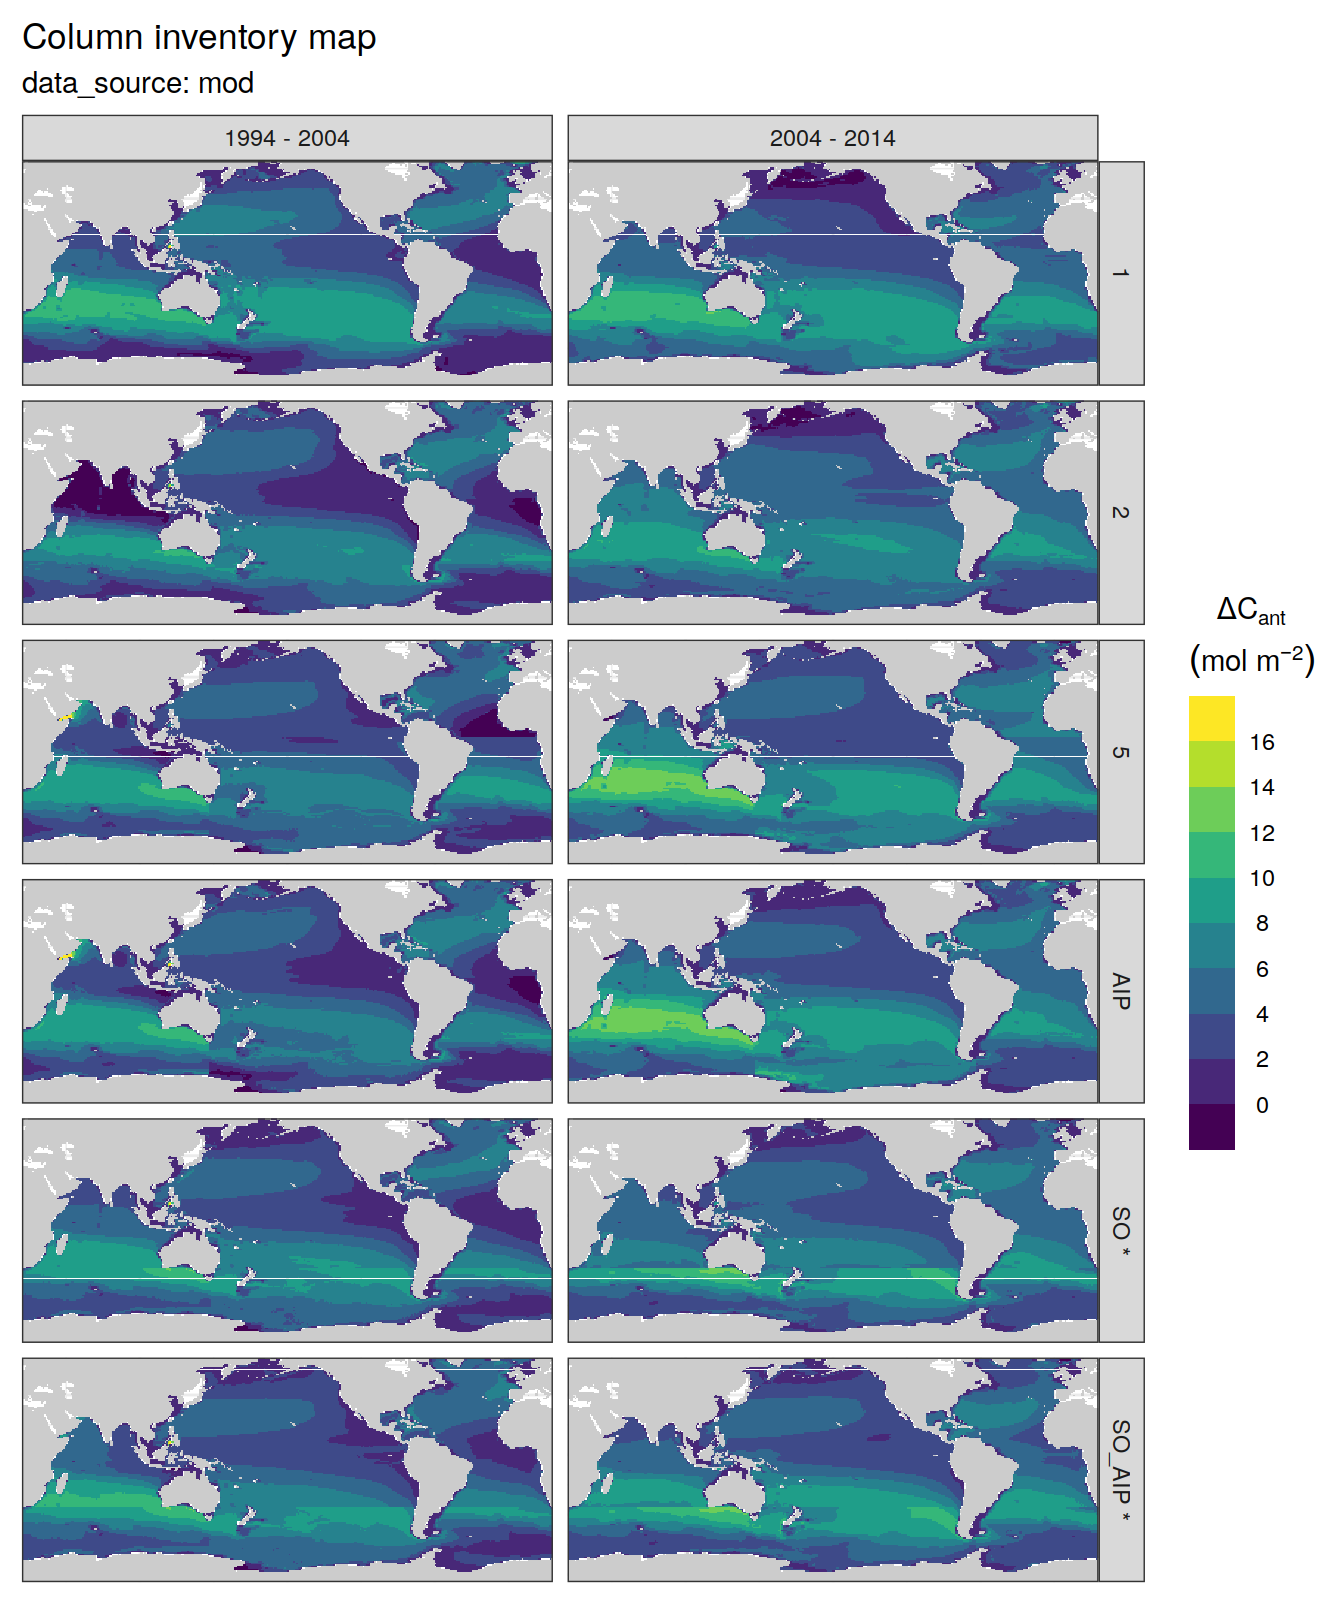 Column inventory map
data_source: mod
1994 - 2004
2004 - 2014
1
2
5
AIP
SO *
SO_AIP *
ΔCant
(mol m−2)
16
14
12
10
8
6
4
2
0